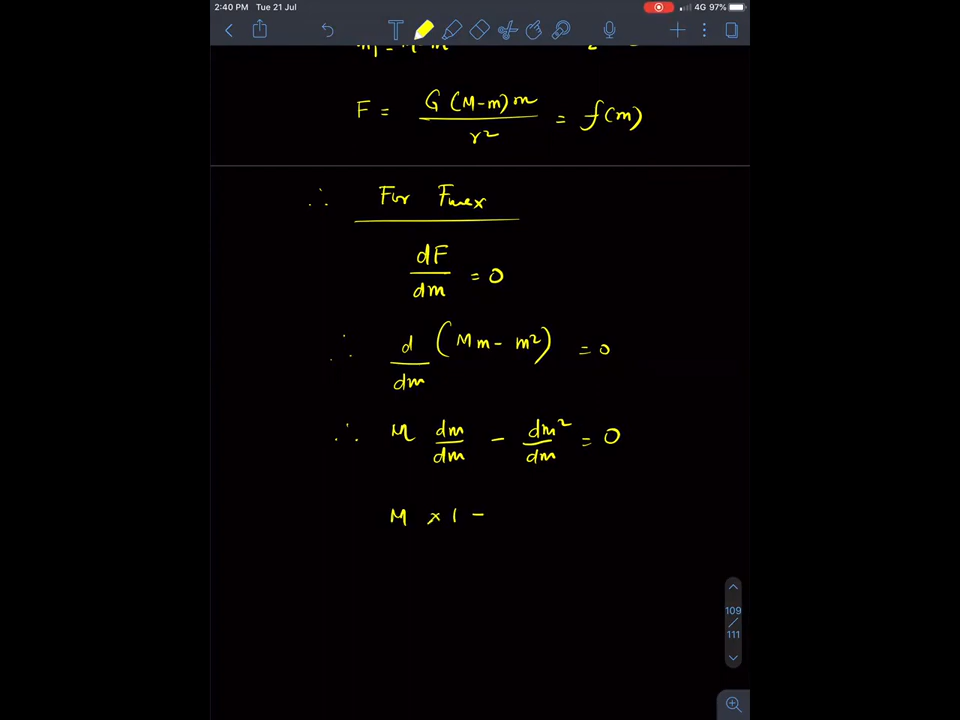 2:40 PM Tue 21 Jul 4G 97%
F = G (M-m) m / r² = f(m)
∴ For Fmax
dF/dm = 0
∴ d/dm (Mm - m²) = 0
∴ M dm/dm - dm²/dm = 0
M × 1 -
109
/
111